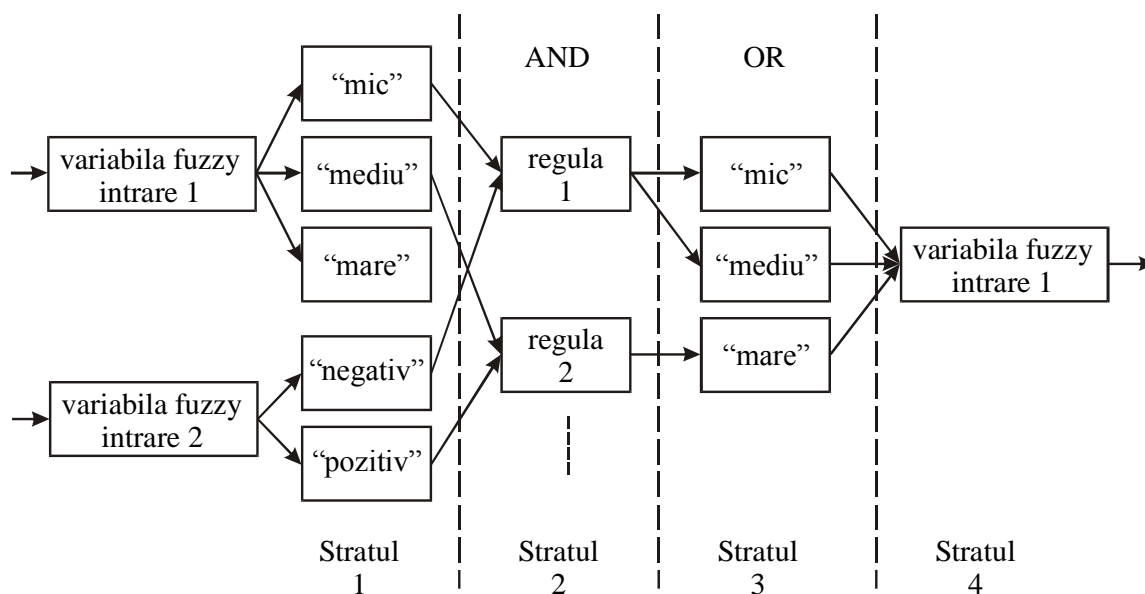 AND
OR
“mic”
variabila fuzzy
intrare 1
“mediu”
“mare”
regula
1
“mic”
“mediu”
variabila fuzzy
intrare 1
variabila fuzzy
intrare 2
“negativ”
“pozitiv”
regula
2
“mare”
Stratul
1
Stratul
2
Stratul
3
Stratul
4